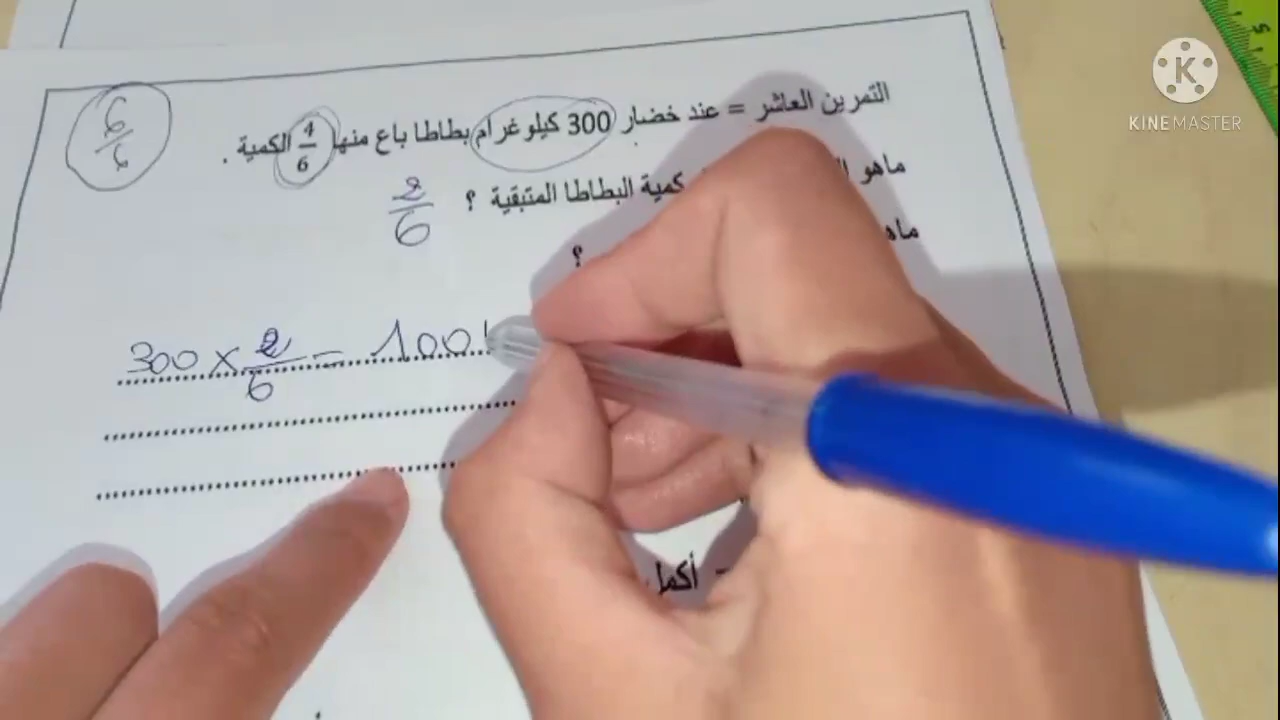 التمرين العاشر = عند خضار 300 كيلوغرام بطاطا باع منها 4/6 الكمية .
6/6
ماهو كمية البطاطا المتبقية ؟ 2/6
ماه ؟
300 × 2/6 = 100
- أكمل
KINEMASTER